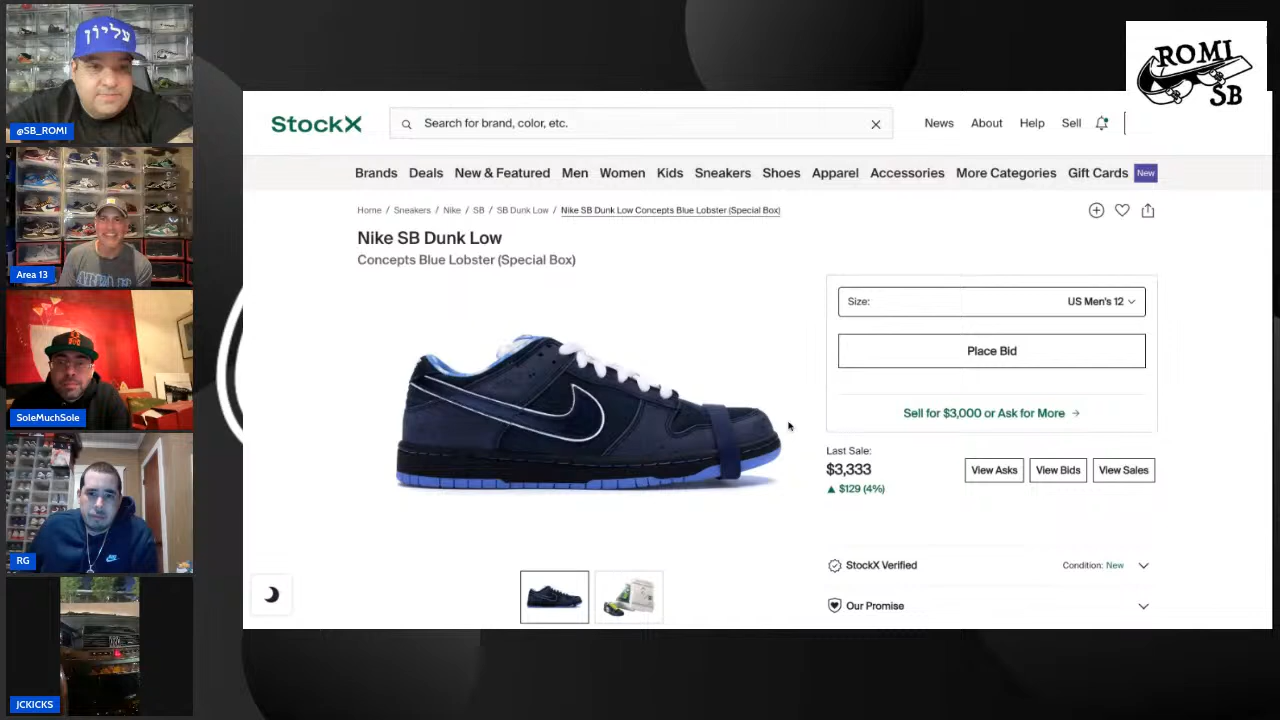 עליון
@SB_ROMI
Area 13
SoleMuchSole
RG
JCKICKS
ROMI
SB
StockX
Search for brand, color, etc.
News
About
Help
Sell
Brands
Deals
New & Featured
Men
Women
Kids
Sneakers
Shoes
Apparel
Accessories
More Categories
Gift Cards
New
Home / Sneakers / Nike / SB / SB Dunk Low / Nike SB Dunk Low Concepts Blue Lobster (Special Box)
Nike SB Dunk Low
Concepts Blue Lobster (Special Box)
Size:
US Men's 12
Place Bid
Sell for $3,000 or Ask for More →
Last Sale:
$3,333
▲ $129 (4%)
View Asks
View Bids
View Sales
StockX Verified
Condition: New
Our Promise